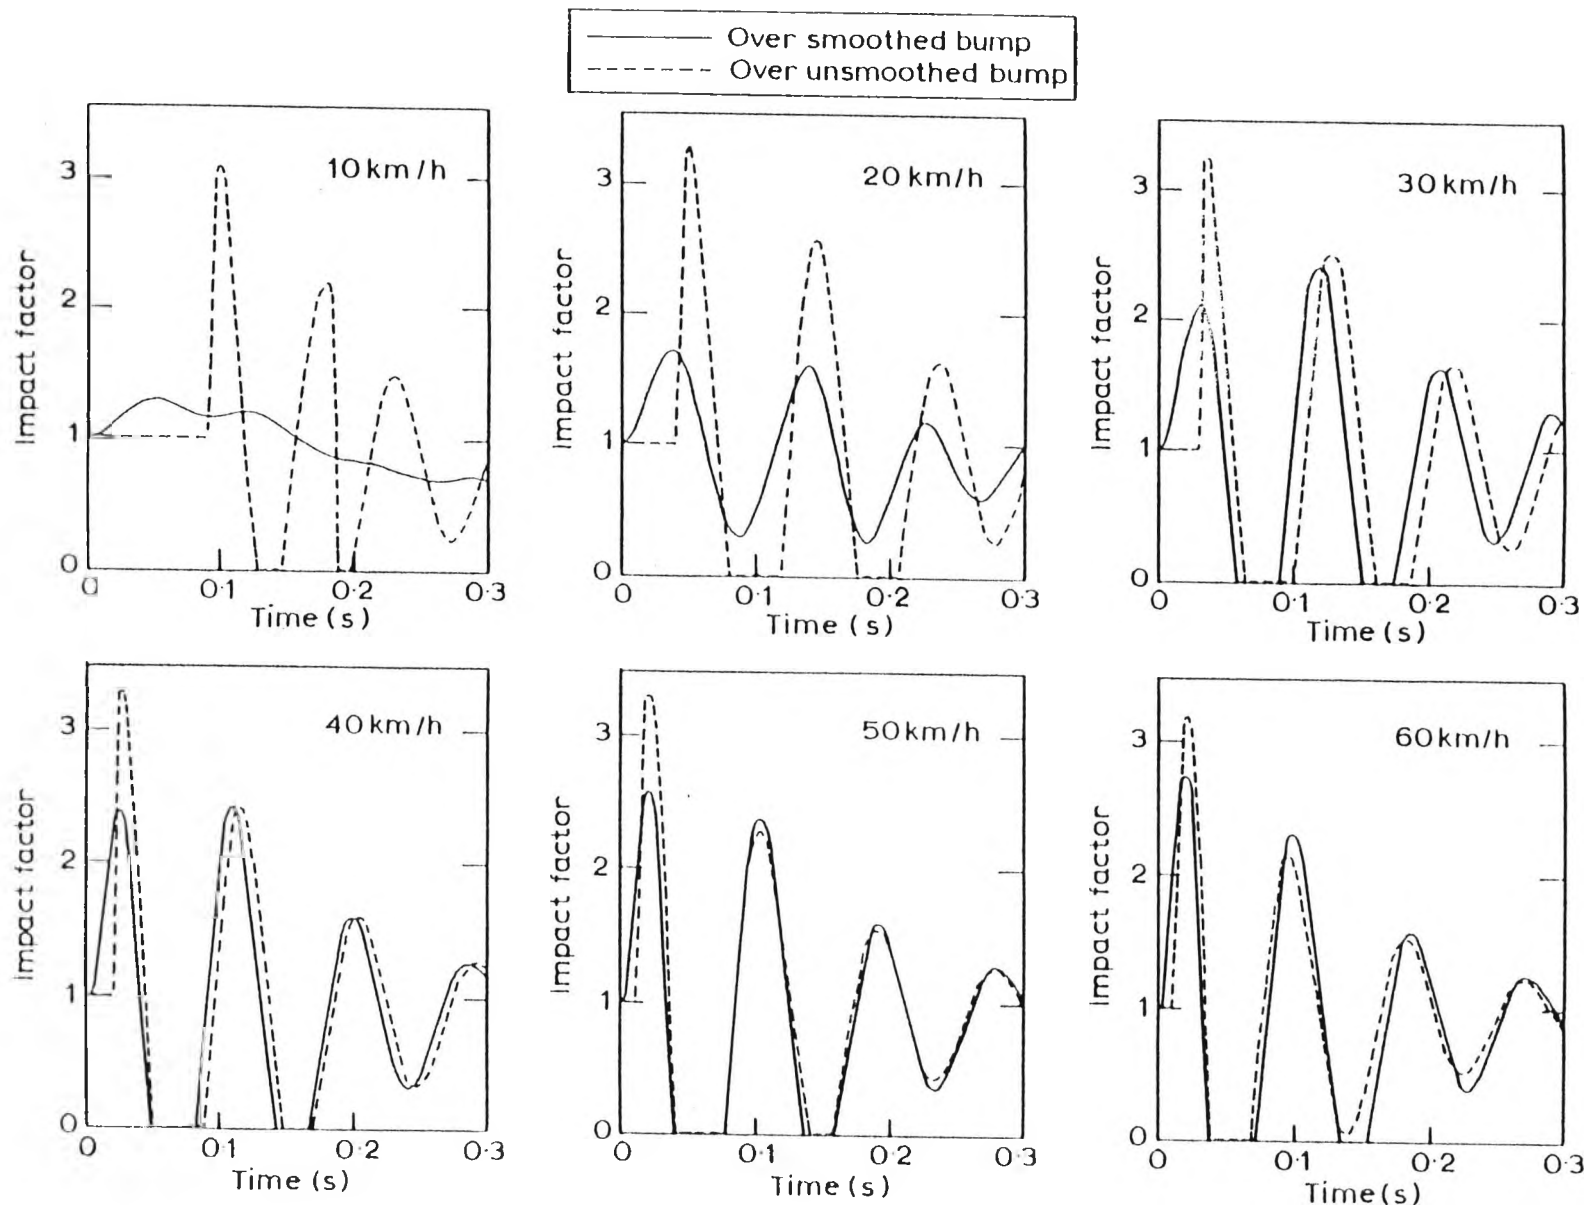 Over smoothed bump
Over unsmoothed bump
10 km/h
3
2
1
0
Impact factor
0
0·1
0·2
0·3
Time (s)
20 km/h
3
2
1
0
Impact factor
0
0·1
0·2
0·3
Time (s)
30 km/h
3
2
1
0
Impact factor
0
0·1
0·2
0·3
Time (s)
40 km/h
3
2
1
0
Impact factor
0
0·1
0·2
0·3
Time (s)
50 km/h
3
2
1
0
Impact factor
0
0·1
0·2
0·3
Time (s)
60 km/h
3
2
1
0
Impact factor
0
0·1
0·2
0·3
Time (s)